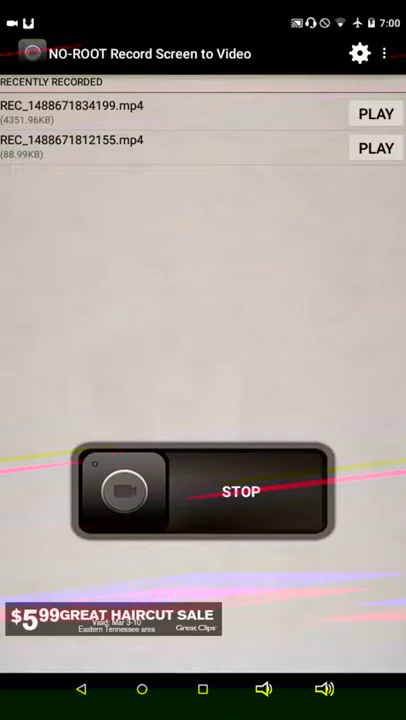 7:00
NO-ROOT Record Screen to Video
RECENTLY RECORDED
REC_1488671834199.mp4
(4351.96KB)
PLAY
REC_1488671812155.mp4
(88.99KB)
PLAY
STOP
$5.99 GREAT HAIRCUT SALE
Valid: Mar 3-10
Eastern Tennessee area
Great Clips